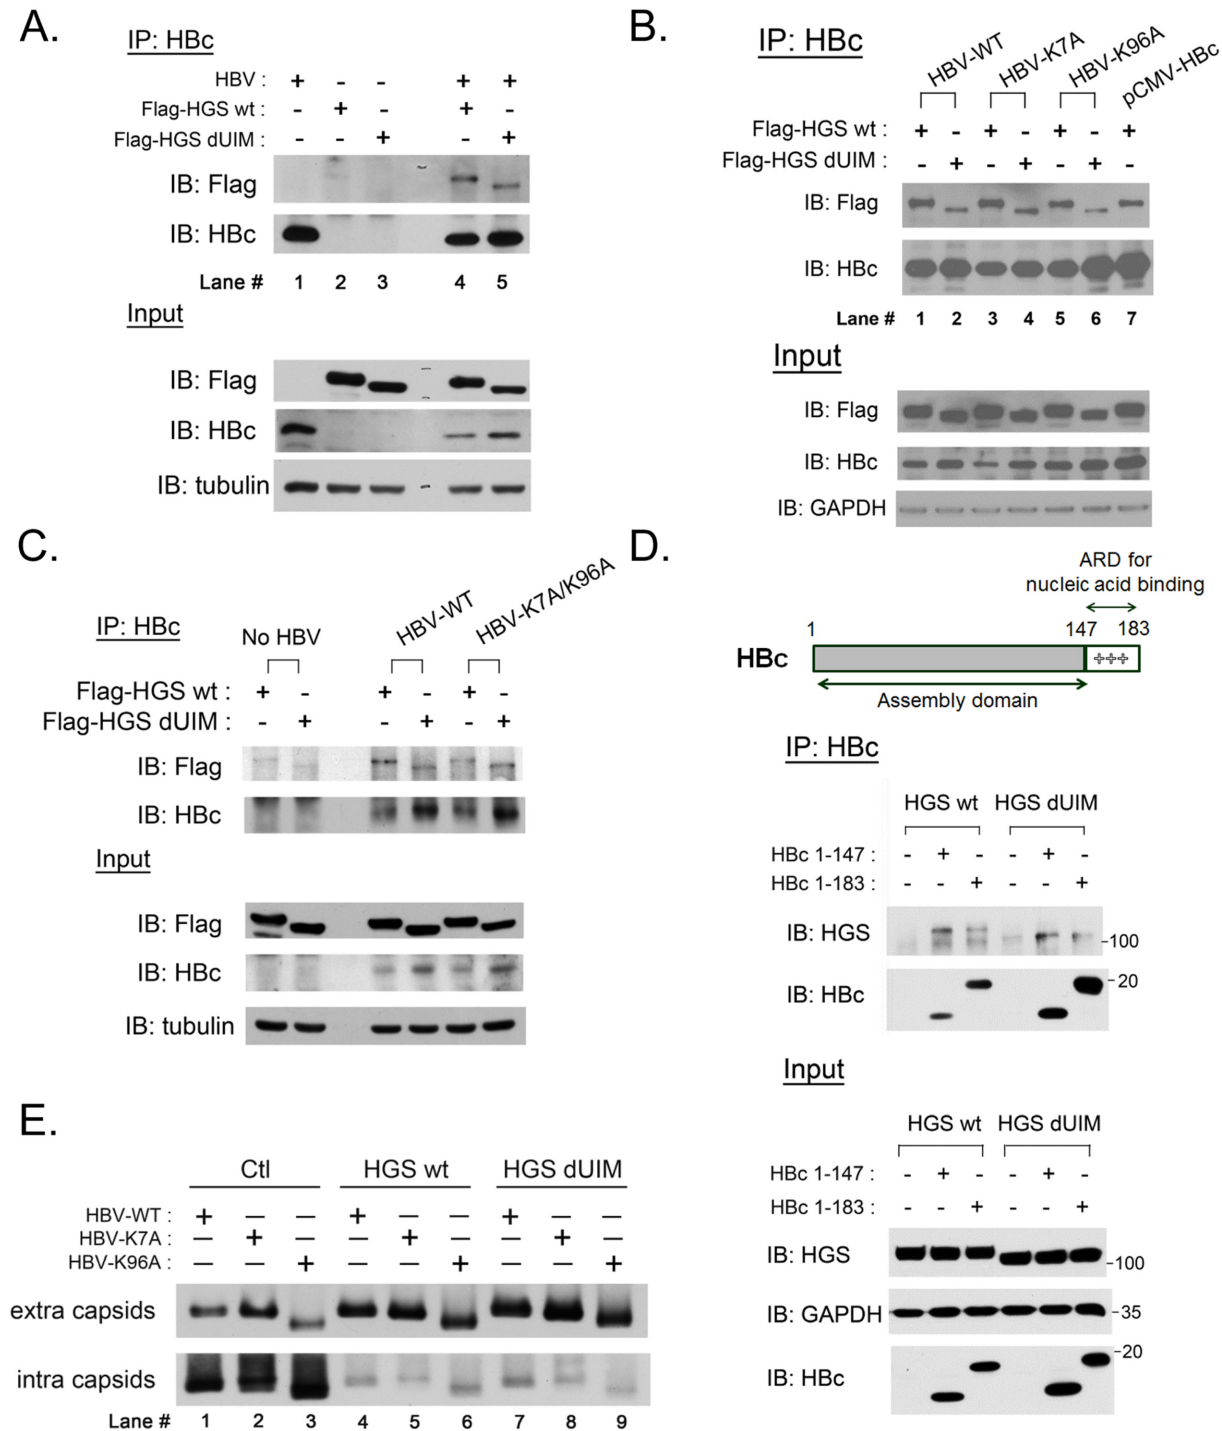 A.
IP: HBc
HBV : + - - + +
Flag-HGS wt : - + - + -
Flag-HGS dUIM : - - + - +
IB: Flag
IB: HBc
Lane # 1 2 3 4 5
Input
IB: Flag
IB: HBc
IB: tubulin
B.
IP: HBc
HBV-WT HBV-K7A HBV-K96A pCMV-HBc
Flag-HGS wt : + - + - + - +
Flag-HGS dUIM : - + - + - + -
IB: Flag
IB: HBc
Lane # 1 2 3 4 5 6 7
Input
IB: Flag
IB: HBc
IB: GAPDH
C.
IP: HBc
No HBV HBV-WT HBV-K7A/K96A
Flag-HGS wt : + - + - + -
Flag-HGS dUIM : - + - + - +
IB: Flag
IB: HBc
Input
IB: Flag
IB: HBc
IB: tubulin
D.
ARD for
nucleic acid binding
1 147 183
HBc +++
Assembly domain
IP: HBc
HGS wt HGS dUIM
HBc 1-147 : - + - - + -
HBc 1-183 : - - + - - +
IB: HGS -100
IB: HBc -20
Input
HGS wt HGS dUIM
HBc 1-147 : - + - - + -
HBc 1-183 : - - + - - +
IB: HGS -100
IB: GAPDH -35
IB: HBc -20
E.
Ctl HGS wt HGS dUIM
HBV-WT : + — — + — — + — —
HBV-K7A : — + — — + — — + —
HBV-K96A : — — + — — + — — +
extra capsids
intra capsids
Lane # 1 2 3 4 5 6 7 8 9